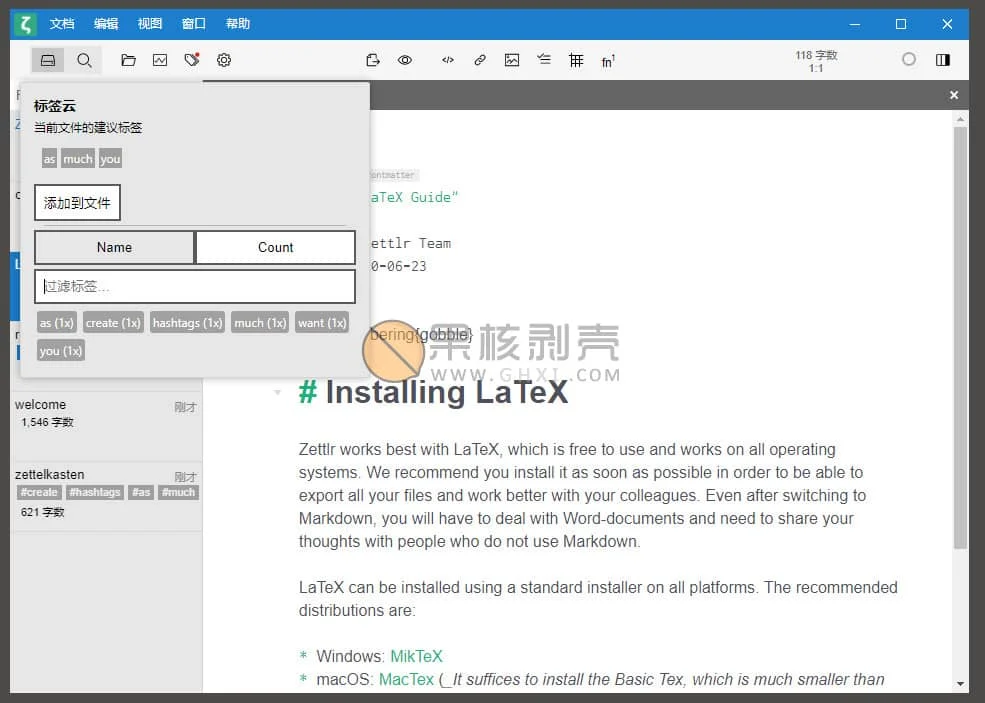 文档 编辑 视图 窗口 帮助
118 字数
1:1
标签云
当前文件的建议标签
as much you
添加到文件
Name Count
过滤标签...
as (1x) create (1x) hashtags (1x) much (1x) want (1x)
you (1x)
welcome 刚才
1,546 字数
zettelkasten 刚才
#create #hashtags #as #much
621 字数
ontmatter
aTeX Guide"
ettlr Team
0-06-23
bering{gobble}
果核剥壳
WWW.GHXI.COM
# Installing LaTeX
Zettlr works best with LaTeX, which is free to use and works on all operating
systems. We recommend you install it as soon as possible in order to be able to
export all your files and work better with your colleagues. Even after switching to
Markdown, you will have to deal with Word-documents and need to share your
thoughts with people who do not use Markdown.
LaTeX can be installed using a standard installer on all platforms. The recommended
distributions are:
* Windows: MikTeX
* macOS: MacTex (_It suffices to install the Basic Tex, which is much smaller than